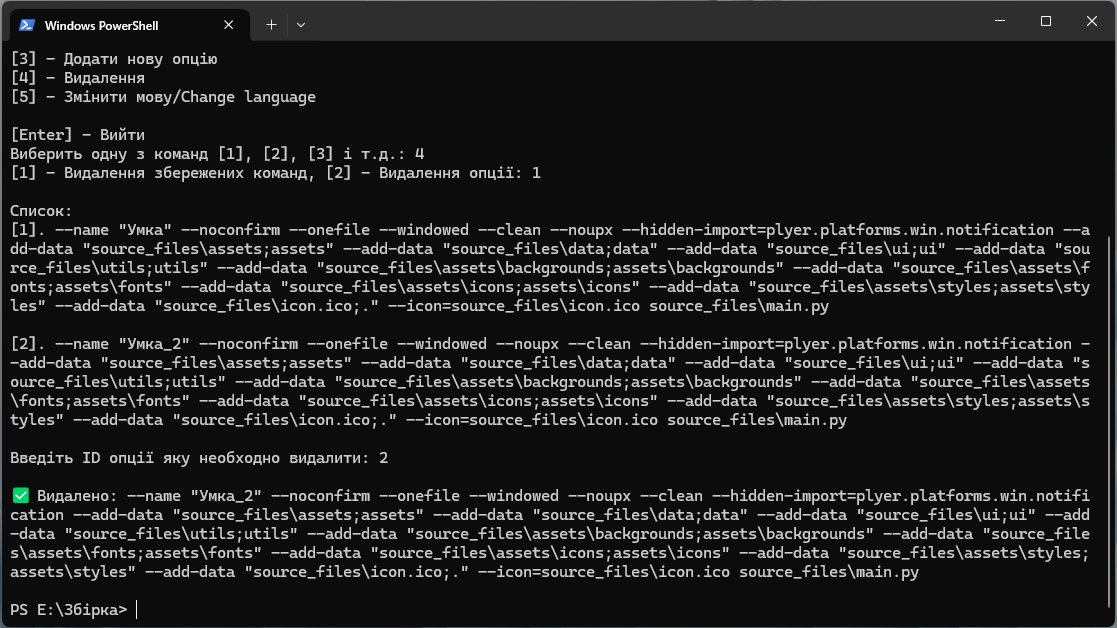 Windows PowerShell
[3] - Додати нову опцію
[4] - Видалення
[5] - Змінити мову/Change language
[Enter] - Вийти
Виберить одну з команд [1], [2], [3] і т.д.: 4
[1] - Видалення збережених команд, [2] - Видалення опції: 1
Список:
[1]. --name "Умка" --noconfirm --onefile --windowed --clean --noupx --hidden-import=plyer.platforms.win.notification --a
dd-data "source_files\assets;assets" --add-data "source_files\data;data" --add-data "source_files\ui;ui" --add-data "sou
rce_files\utils;utils" --add-data "source_files\assets\backgrounds;assets\backgrounds" --add-data "source_files\assets\f
onts;assets\fonts" --add-data "source_files\assets\icons;assets\icons" --add-data "source_files\assets\styles;assets\sty
les" --add-data "source_files\icon.ico;." --icon=source_files\icon.ico source_files\main.py
[2]. --name "Умка_2" --noconfirm --onefile --windowed --noupx --clean --hidden-import=plyer.platforms.win.notification -
-add-data "source_files\assets;assets" --add-data "source_files\data;data" --add-data "source_files\ui;ui" --add-data "s
ource_files\utils;utils" --add-data "source_files\assets\backgrounds;assets\backgrounds" --add-data "source_files\assets
\fonts;assets\fonts" --add-data "source_files\assets\icons;assets\icons" --add-data "source_files\assets\styles;assets\s
tyles" --add-data "source_files\icon.ico;." --icon=source_files\icon.ico source_files\main.py
Введіть ID опції яку необхідно видалити: 2
✅ Видалено: --name "Умка_2" --noconfirm --onefile --windowed --noupx --clean --hidden-import=plyer.platforms.win.notifi
cation --add-data "source_files\assets;assets" --add-data "source_files\data;data" --add-data "source_files\ui;ui" --add
-data "source_files\utils;utils" --add-data "source_files\assets\backgrounds;assets\backgrounds" --add-data "source_file
s\assets\fonts;assets\fonts" --add-data "source_files\assets\icons;assets\icons" --add-data "source_files\assets\styles;
assets\styles" --add-data "source_files\icon.ico;." --icon=source_files\icon.ico source_files\main.py
PS E:\Збірка>